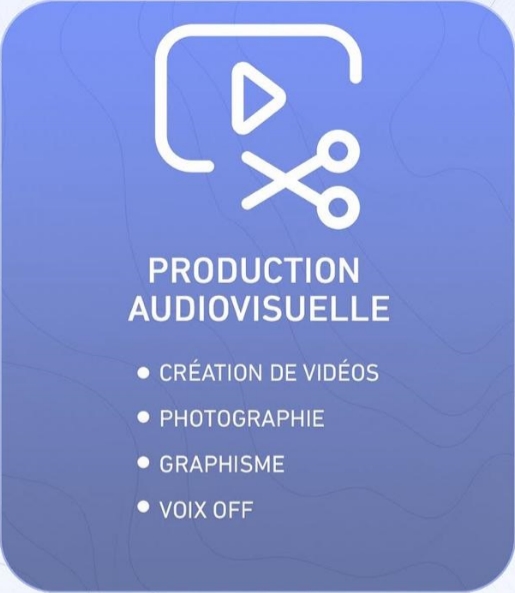 PRODUCTION
AUDIOVISUELLE
• CRÉATION DE VIDÉOS
• PHOTOGRAPHIE
• GRAPHISME
• VOIX OFF